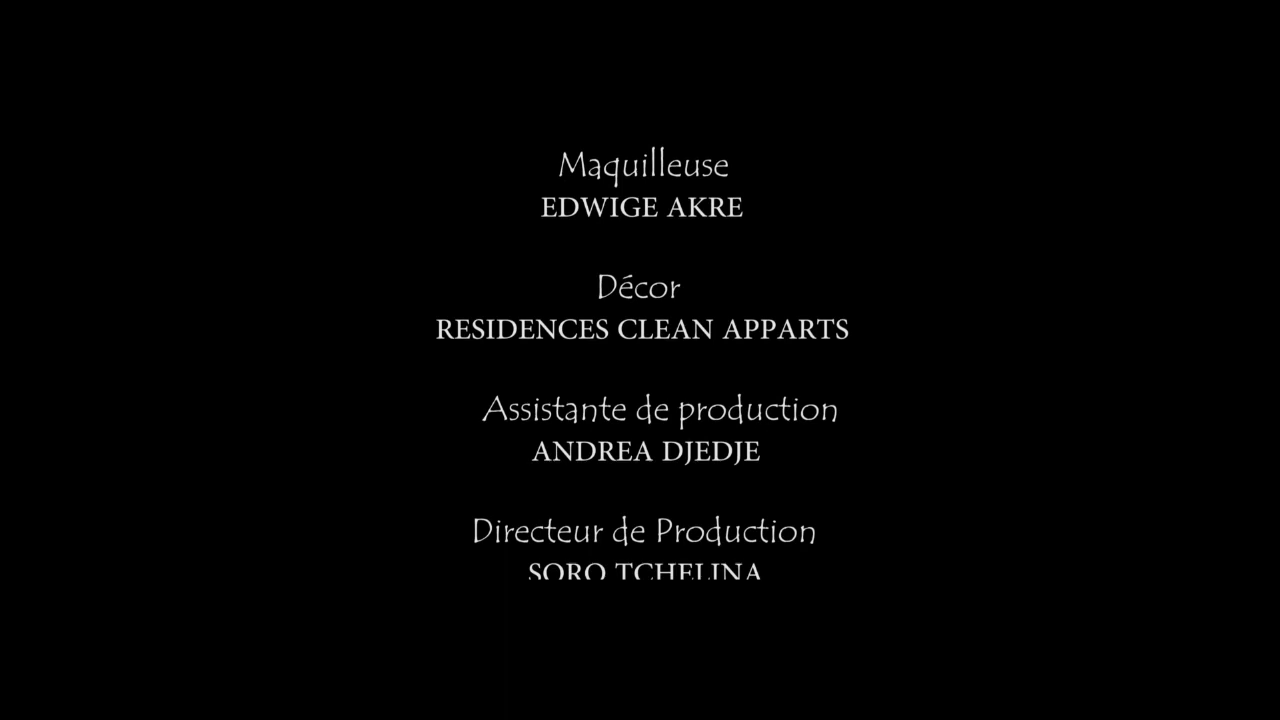 Maquilleuse
EDWIGE AKRE
Décor
RESIDENCES CLEAN APPARTS
Assistante de production
ANDREA DJEDJE
Directeur de Production
SORO TCHELINA